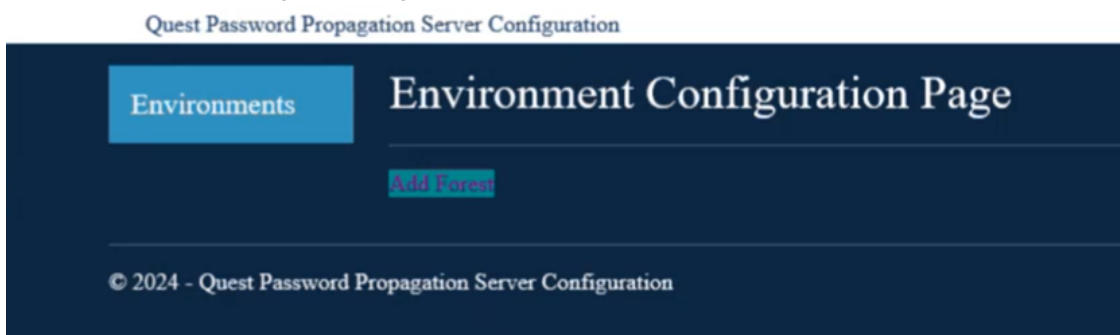 Quest Password Propagation Server Configuration
Environments
Environment Configuration Page
Add Forest
© 2024 - Quest Password Propagation Server Configuration